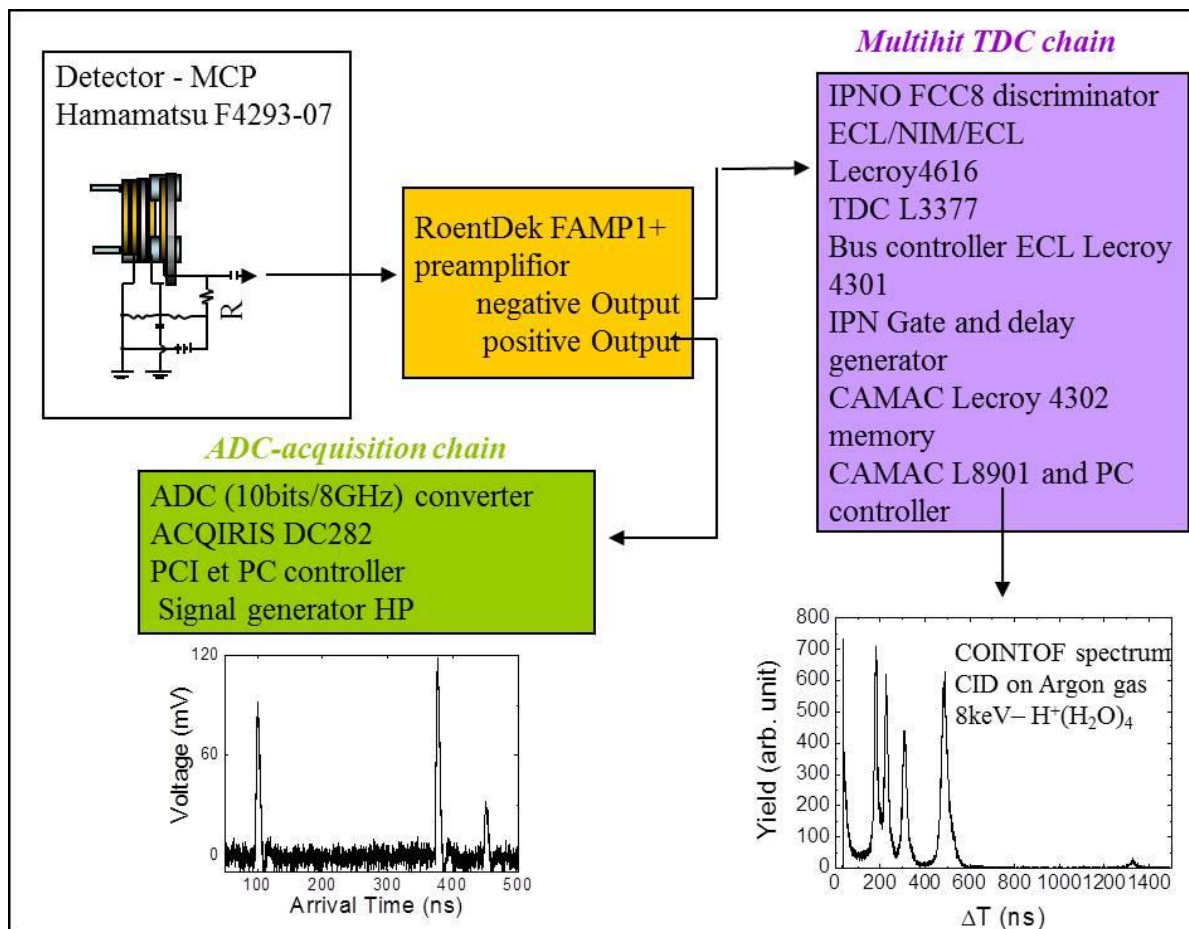 Multihit TDC chain
Detector - MCP
Hamamatsu F4293-07
R
RoentDek FAMP1+
preamplifior
negative Output
positive Output
IPNO FCC8 discriminator
ECL/NIM/ECL
Lecroy4616
TDC L3377
Bus controller ECL Lecroy
4301
IPN Gate and delay
generator
CAMAC Lecroy 4302
memory
CAMAC L8901 and PC
controller
ADC-acquisition chain
ADC (10bits/8GHz) converter
ACQIRIS DC282
PCI et PC controller
Signal generator HP
120
60
0
Voltage (mV)
100 200 300 400 500
Arrival Time (ns)
800
700
600
500
400
300
200
100
0
Yield (arb. unit)
COINTOF spectrum
CID on Argon gas
8keV– H⁺(H₂O)₄
0 200 400 600 800 1000 1200 1400
ΔT (ns)